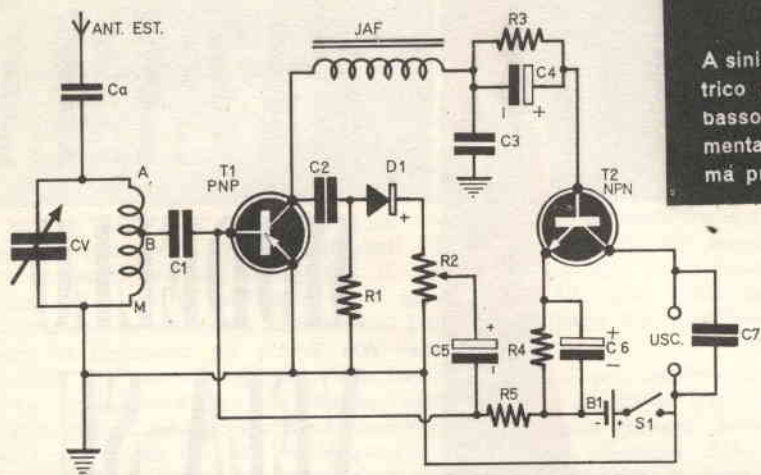 ANT. EST.
Ca
CV
A
B
M
C1
T1
PNP
C2
D1
+
R1
R2
JAF
C3
R3
C4
-
+
T2
NPN
C5
+
-
R4
R5
C6
+
-
B1
-
+
S1
USC.
C7
A sini
trico
basso
menta
má pr